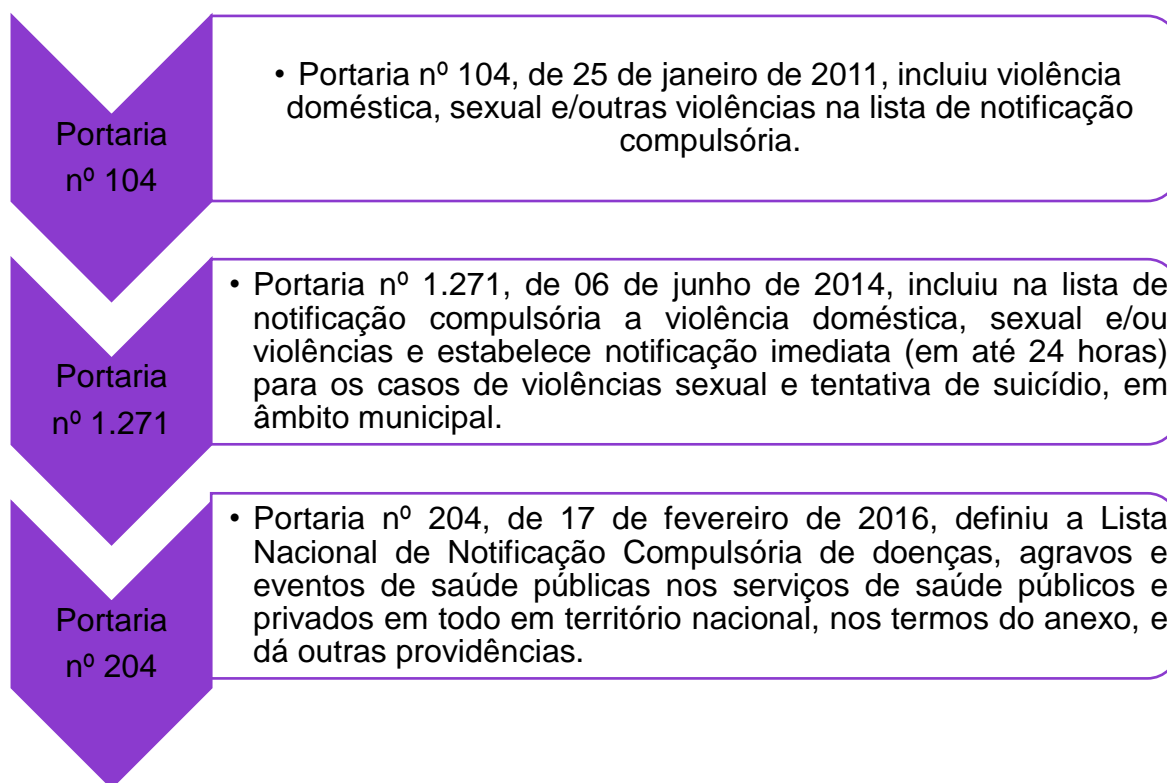 Portaria
nº 104
• Portaria nº 104, de 25 de janeiro de 2011, incluiu violência
doméstica, sexual e/outras violências na lista de notificação
compulsória.
Portaria
nº 1.271
• Portaria nº 1.271, de 06 de junho de 2014, incluiu na lista de
notificação compulsória a violência doméstica, sexual e/ou
violências e estabelece notificação imediata (em até 24 horas)
para os casos de violências sexual e tentativa de suicídio, em
âmbito municipal.
Portaria
nº 204
• Portaria nº 204, de 17 de fevereiro de 2016, definiu a Lista
Nacional de Notificação Compulsória de doenças, agravos e
eventos de saúde públicas nos serviços de saúde públicos e
privados em todo em território nacional, nos termos do anexo, e
dá outras providências.